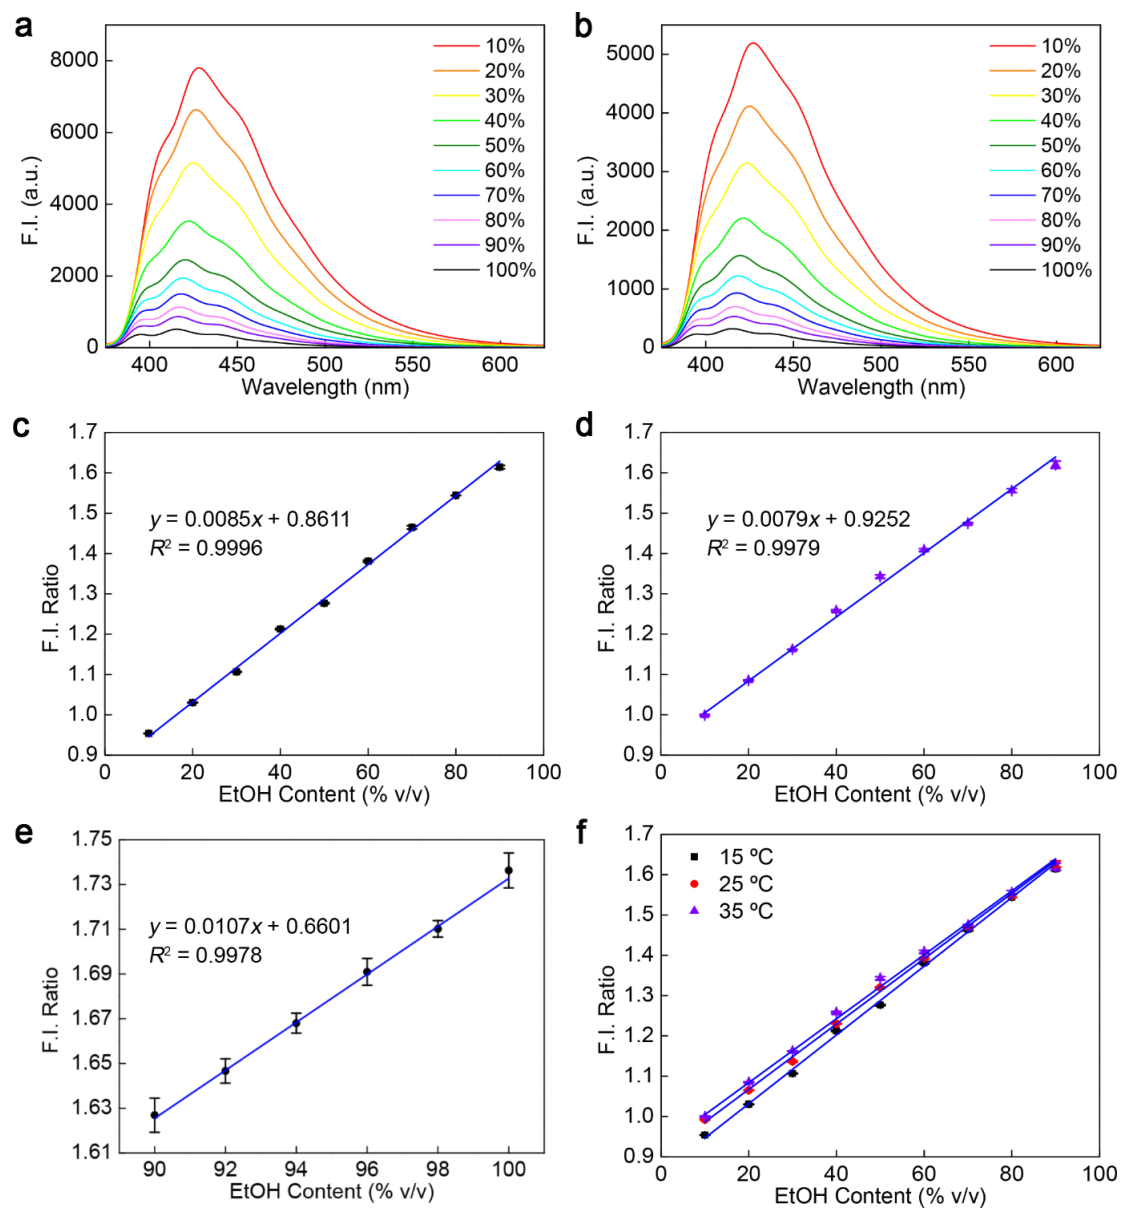 a
8000
6000
4000
2000
0
F.I. (a.u.)
400 450 500 550 600
Wavelength (nm)
10%
20%
30%
40%
50%
60%
70%
80%
90%
100%
b
5000
4000
3000
2000
1000
0
F.I. (a.u.)
400 450 500 550 600
Wavelength (nm)
10%
20%
30%
40%
50%
60%
70%
80%
90%
100%
c
1.7
1.6
1.5
1.4
1.3
1.2
1.1
1.0
0.9
F.I. Ratio
y = 0.0085x + 0.8611
R² = 0.9996
0 20 40 60 80 100
EtOH Content (% v/v)
d
1.7
1.6
1.5
1.4
1.3
1.2
1.1
1.0
0.9
F.I. Ratio
y = 0.0079x + 0.9252
R² = 0.9979
0 20 40 60 80 100
EtOH Content (% v/v)
e
1.75
1.73
1.71
1.69
1.67
1.65
1.63
1.61
F.I. Ratio
y = 0.0107x + 0.6601
R² = 0.9978
90 92 94 96 98 100
EtOH Content (% v/v)
f
1.7
1.6
1.5
1.4
1.3
1.2
1.1
1.0
0.9
F.I. Ratio
15 ºC
25 ºC
35 ºC
0 20 40 60 80 100
EtOH Content (% v/v)